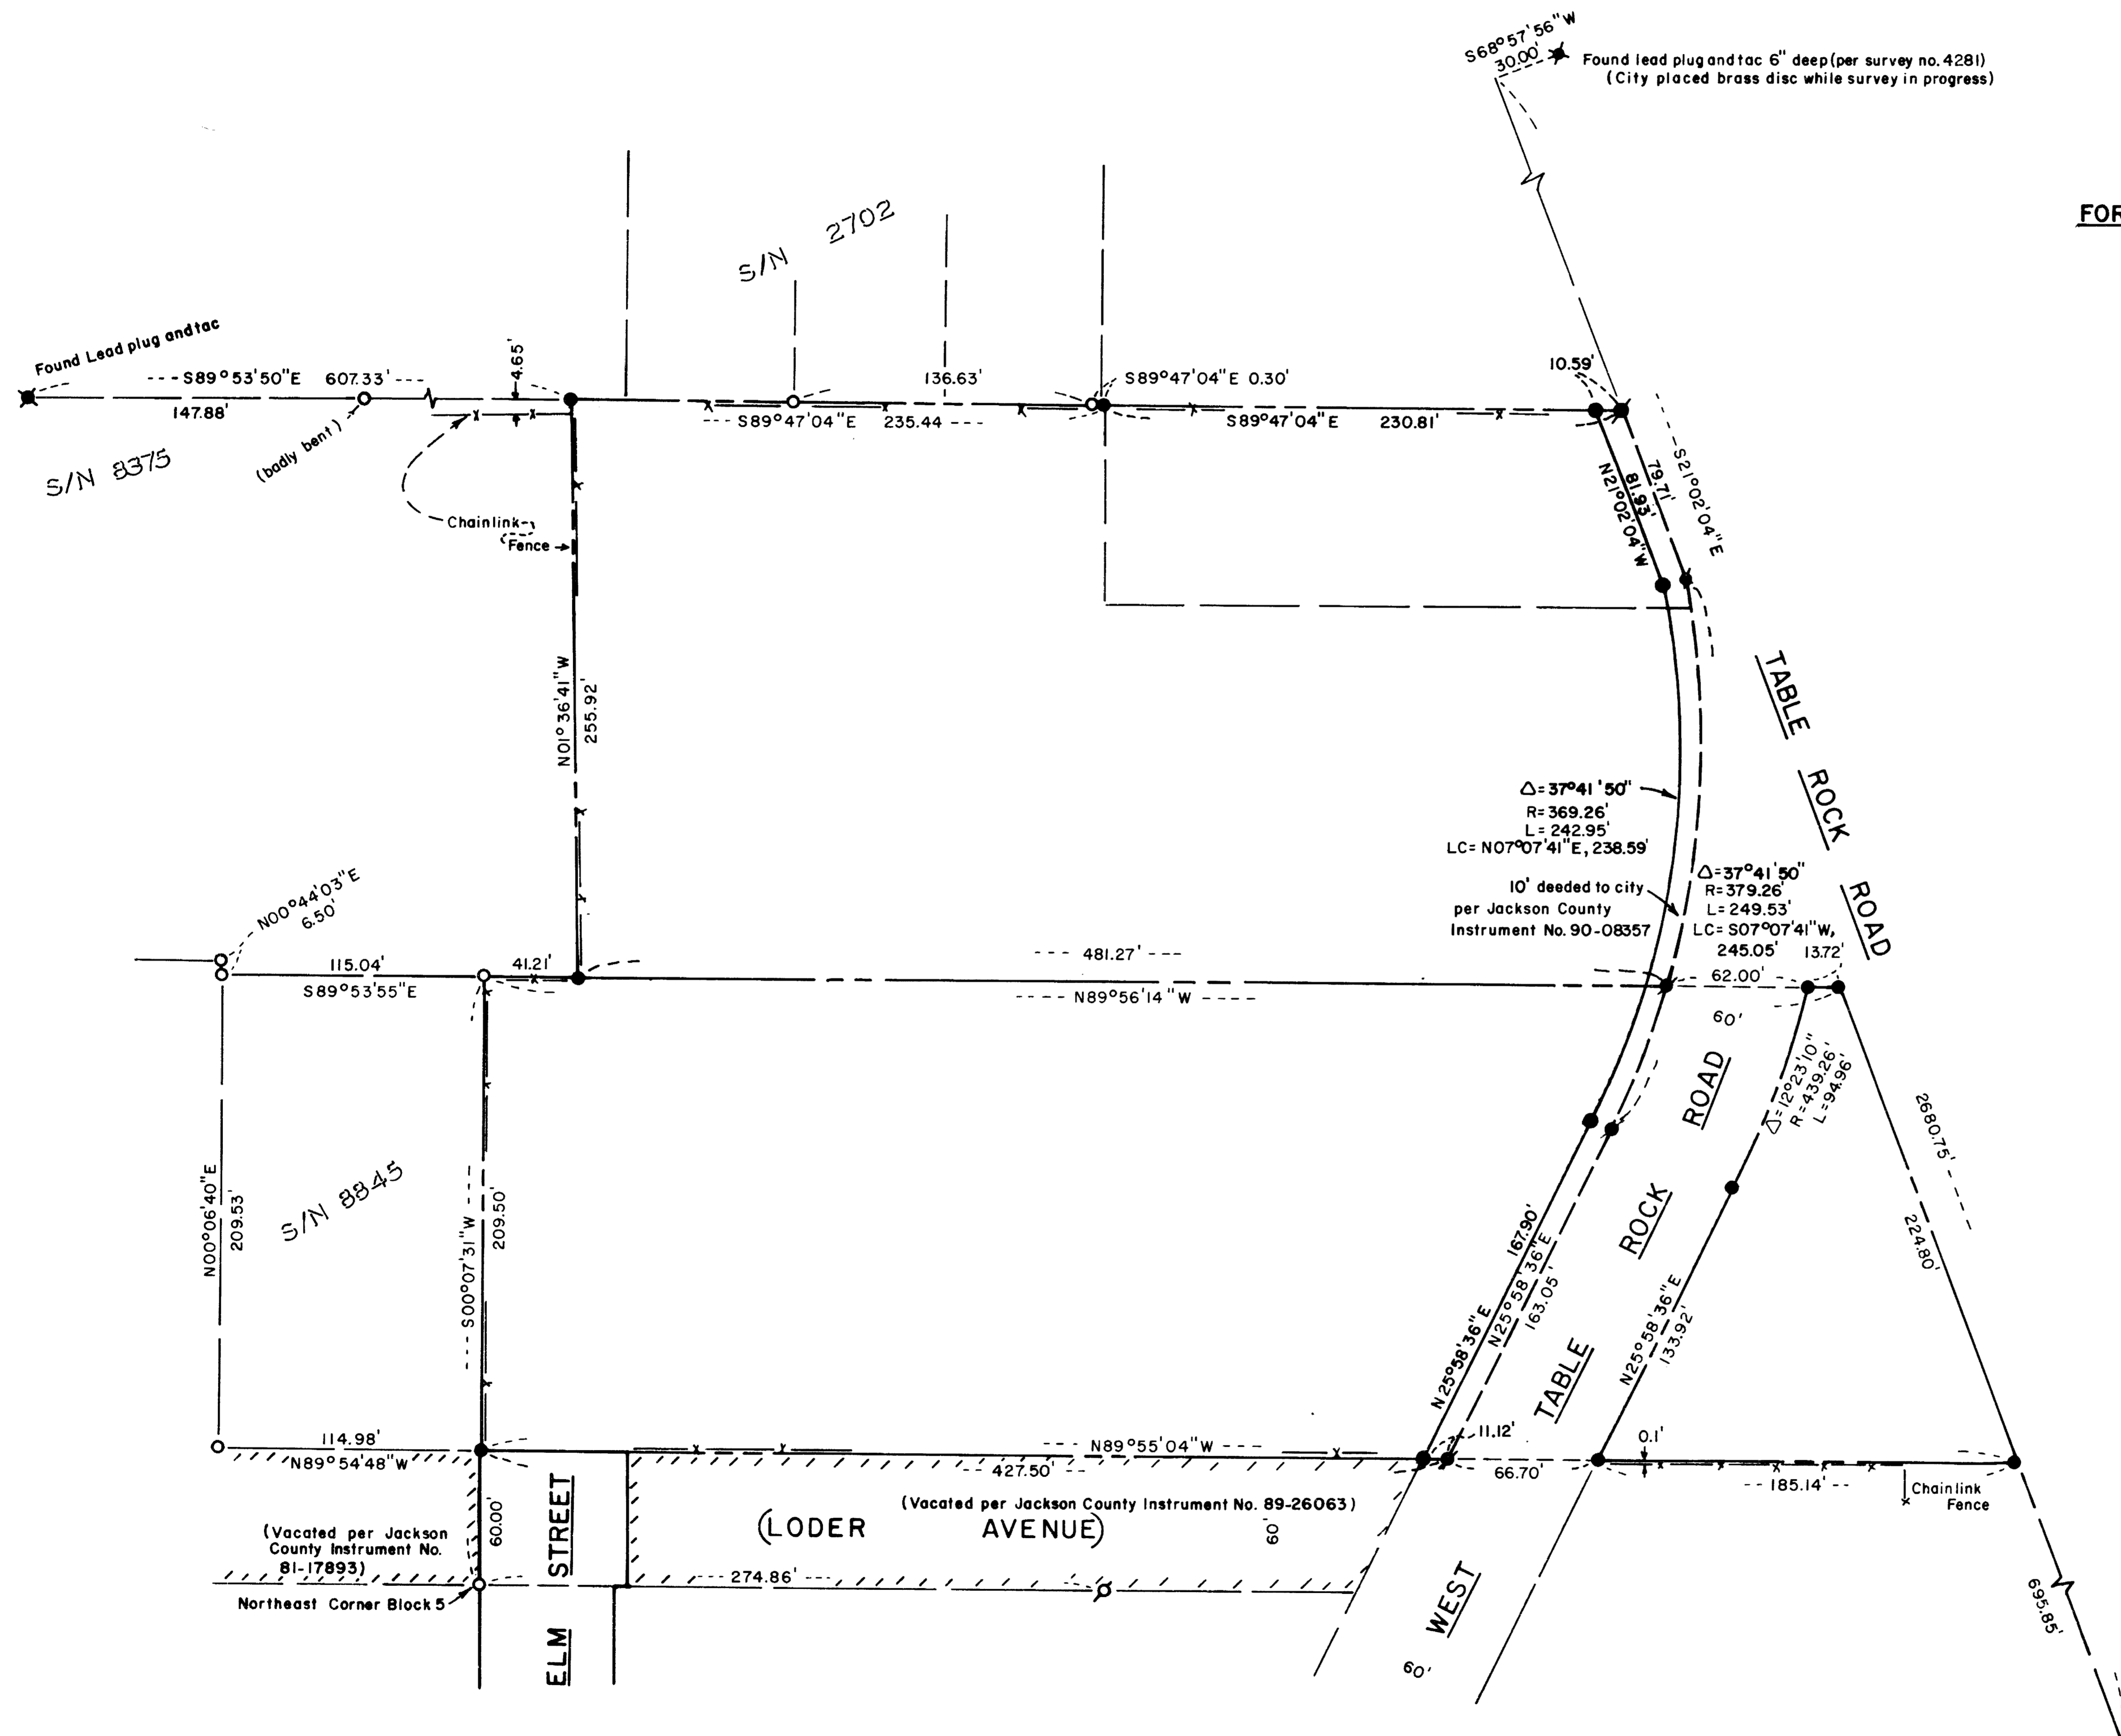 S68°57'56"W
30.00'
Found lead plug and tac 6" deep (per survey no. 4281)
(City placed brass disc while survey in progress)
FOR
S/N 2702
Found Lead plug and tac
S89°53'50"E 607.33'
147.88'
4.65'
(badly bent)
S/N 8375
136.63'
S89°47'04"E 0.30'
S89°47'04"E 235.44
S89°47'04"E 230.81'
10.59'
S21°02'04"E
79.71'
81.93'
N21°02'04"W
Chainlink
Fence
N01°36'41"W
255.92'
TABLE ROCK ROAD
Δ=37°41'50"
R=369.26'
L=242.95'
LC=N07°07'41"E, 238.59'
10' deeded to city
per Jackson County
Instrument No. 90-08357
Δ=37°41'50"
R=379.26'
L=249.53'
LC=S07°07'41"W,
245.05'
13.72'
62.00'
N00°44'03"E
6.50'
115.04'
S89°53'55"E
41.21'
481.27'
N89°56'14"W
60'
Δ=12°23'10"
R=439.26'
L=94.96'
2680.75'
224.80'
N00°06'40"E
209.53'
S/N 8845
S00°07'31"W
209.50'
167.90'
N25°58'36"E
N25°58'36"E
163.05'
N25°58'36"E
133.92'
WEST TABLE ROCK ROAD
114.98'
N89°54'48"W
N89°55'04"W
427.50'
11.12'
66.70'
0.1'
185.14'
Chainlink
Fence
(Vacated per Jackson
County Instrument No.
81-17893)
60.00'
ELM STREET
(Vacated per Jackson County Instrument No. 89-26063)
(LODER AVENUE)
60'
274.86'
Northeast Corner Block 5
ELM STREET
60'
695.85'